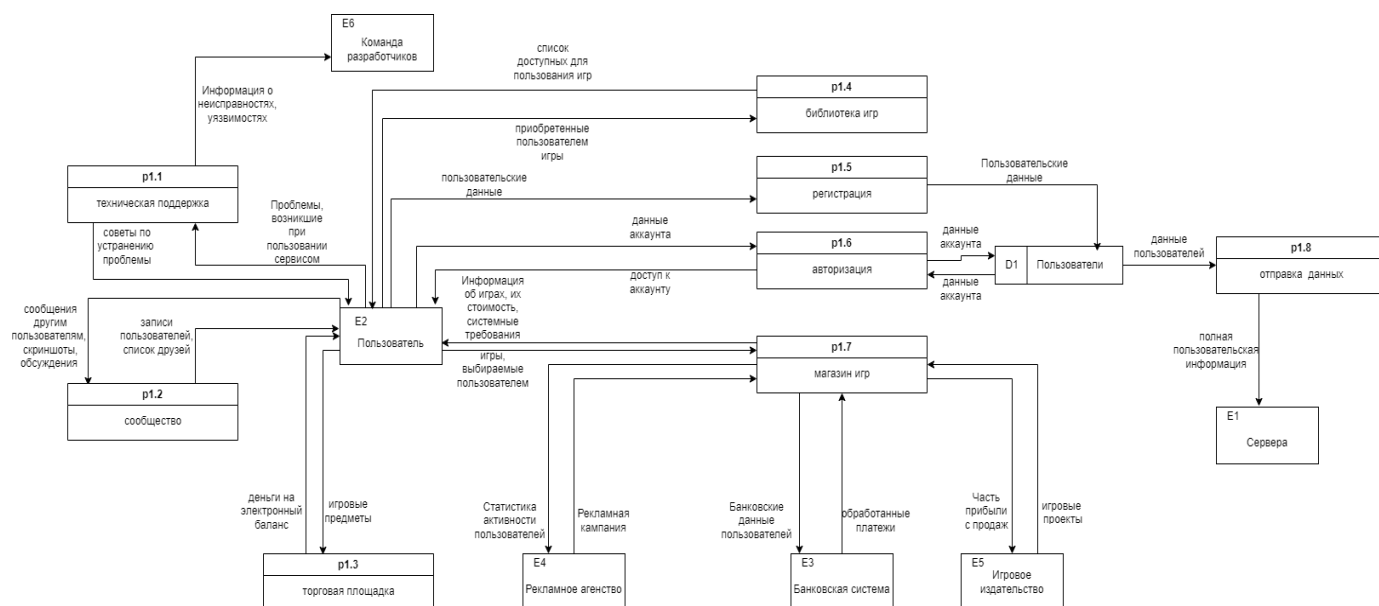 E6
Команда
разработчиков
список
доступных для
пользования игр
p1.4
библиотека игр
Информация о
неисправностях,
уязвимостях
приобретенные
пользователем
игры
p1.1
техническая поддержка
пользовательские
данные
p1.5
регистрация
Пользовательские
данные
Проблемы,
возникшие
при
пользовании
сервисом
советы по
устранению
проблемы
данные
аккаунта
p1.6
авторизация
данные
аккаунта
D1
Пользователи
данные
пользователей
p1.8
отправка данных
доступ к
аккаунту
данные
аккаунта
Информация
об играх, их
стоимость,
системные
требования
сообщения
другим
пользователям,
скриншоты,
обсуждения
записи
пользователей,
список друзей
E2
Пользователь
игры,
выбираемые
пользователем
p1.7
магазин игр
полная
пользовательская
информация
p1.2
сообщество
E1
Сервера
деньги на
электронный
баланс
игровые
предметы
Статистика
активности
пользователей
Рекламная
кампания
Банковские
данные
пользователей
обработанные
платежи
Часть
прибыли
с продаж
игровые
проекты
p1.3
торговая площадка
E4
Рекламное агенство
E3
Банковская система
E5
Игровое
издательство